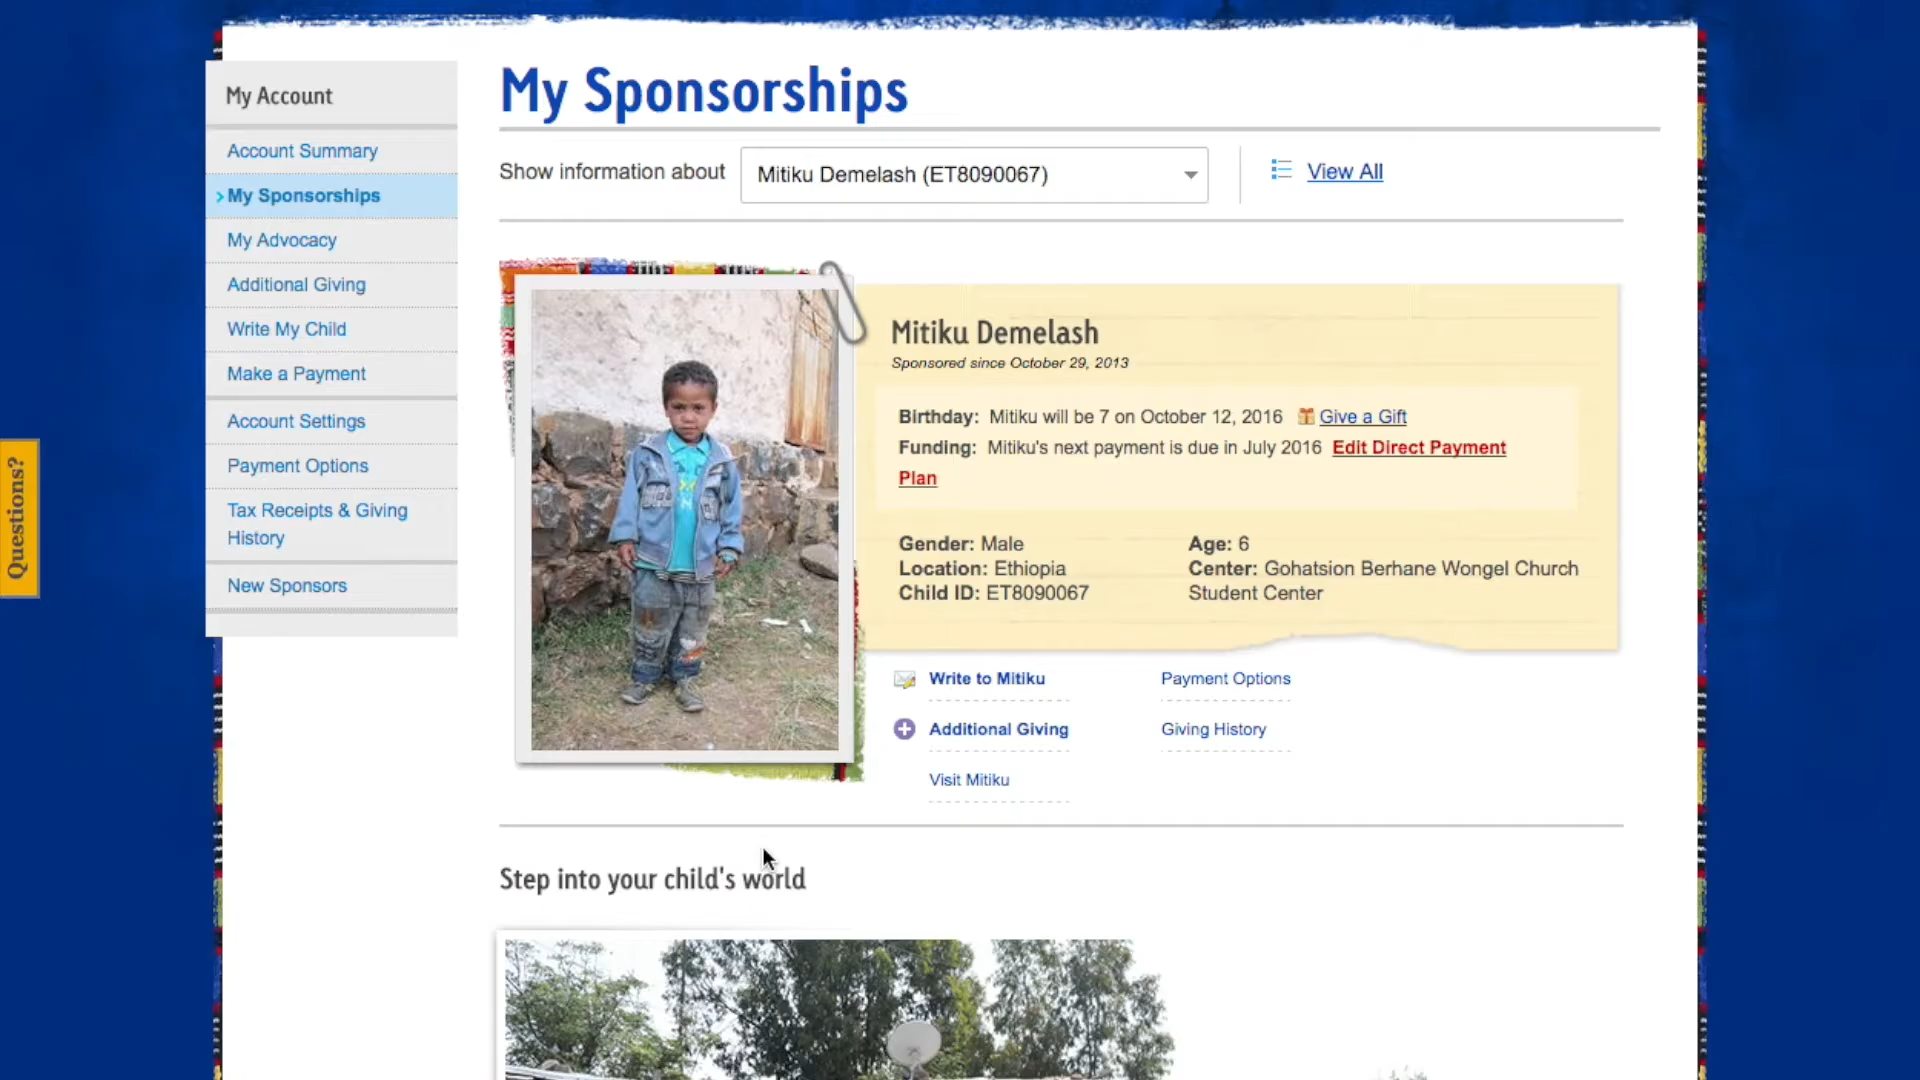 My Account
Account Summary
My Sponsorships
My Advocacy
Additional Giving
Write My Child
Make a Payment
Account Settings
Payment Options
Tax Receipts & Giving
History
New Sponsors
Questions?
My Sponsorships
Show information about
Mitiku Demelash (ET8090067)
View All
Mitiku Demelash
Sponsored since October 29, 2013
Birthday: Mitiku will be 7 on October 12, 2016 Give a Gift
Funding: Mitiku's next payment is due in July 2016 Edit Direct Payment
Plan
Gender: Male
Location: Ethiopia
Child ID: ET8090067
Age: 6
Center: Gohatsion Berhane Wongel Church
Student Center
Write to Mitiku
Additional Giving
Visit Mitiku
Payment Options
Giving History
Step into your child's world